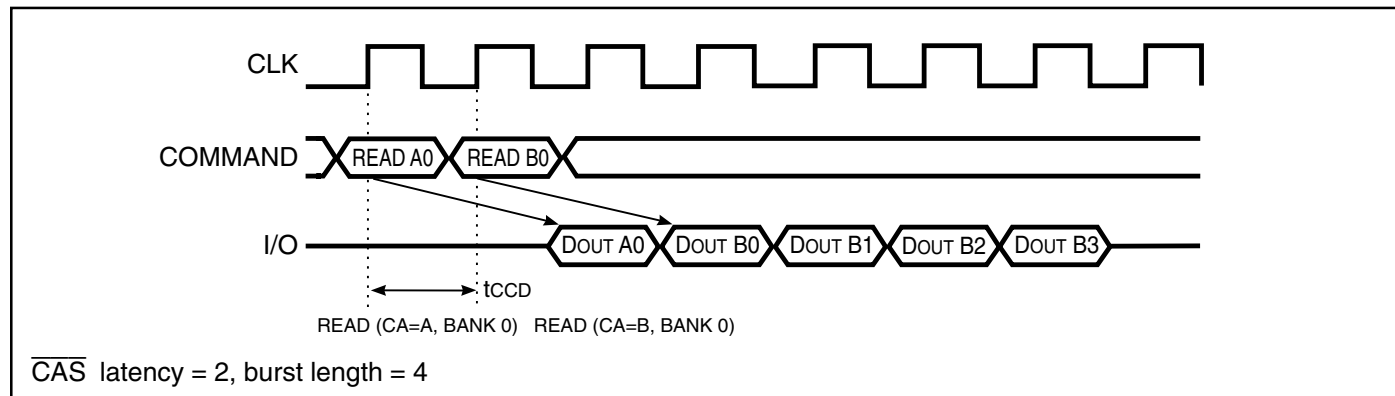 CLK
COMMAND READ A0 READ B0
I/O DOUT A0 DOUT B0 DOUT B1 DOUT B2 DOUT B3
tCCD
READ (CA=A, BANK 0) READ (CA=B, BANK 0)
C̅A̅S̅ latency = 2, burst length = 4